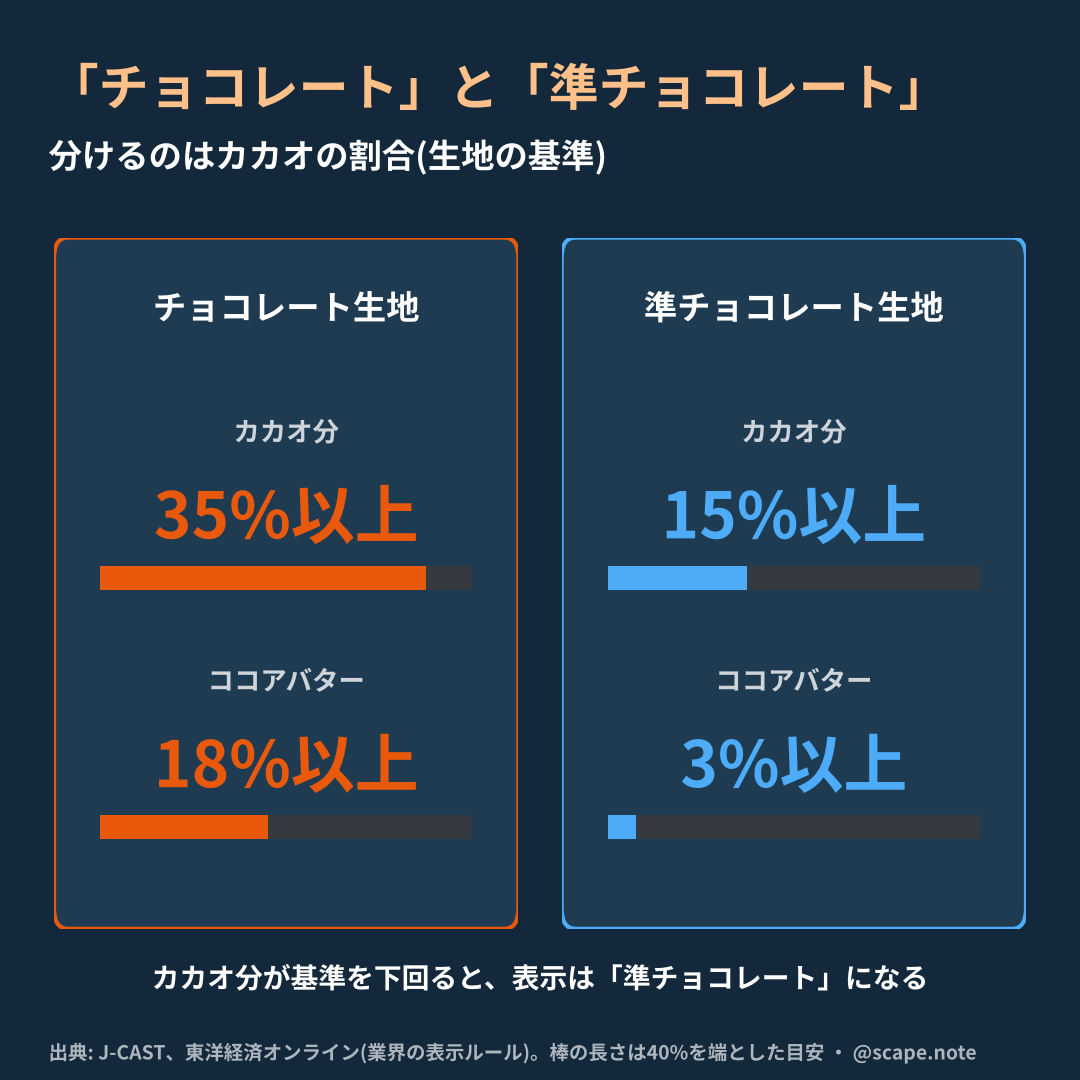 「チョコレート」と「準チョコレート」
分けるのはカカオの割合(生地の基準)
チョコレート生地
カカオ分
35%以上
ココアバター
18%以上
準チョコレート生地
カカオ分
15%以上
ココアバター
3%以上
カカオ分が基準を下回ると、表示は「準チョコレート」になる
出典: J-CAST、東洋経済オンライン(業界の表示ルール)。棒の長さは40%を端とした目安 ・ @scape.note